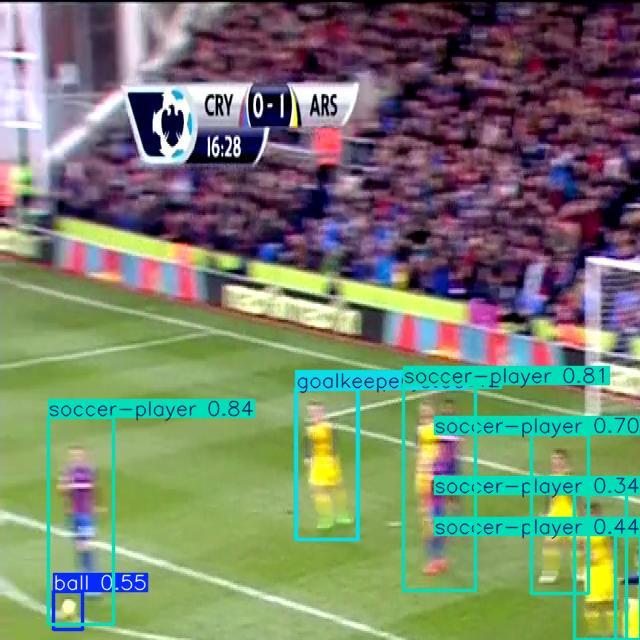 CRY 0-1 ARS
16:28
soccer-player 0.81
goalkeeper
soccer-player 0.84
soccer-player 0.70
soccer-player 0.34
soccer-player 0.44
ball 0.55